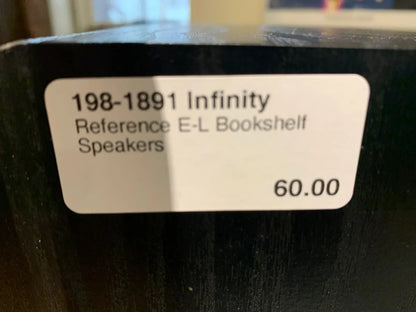 198-1891 Infinity
Reference E-L Bookshelf
Speakers
60.00